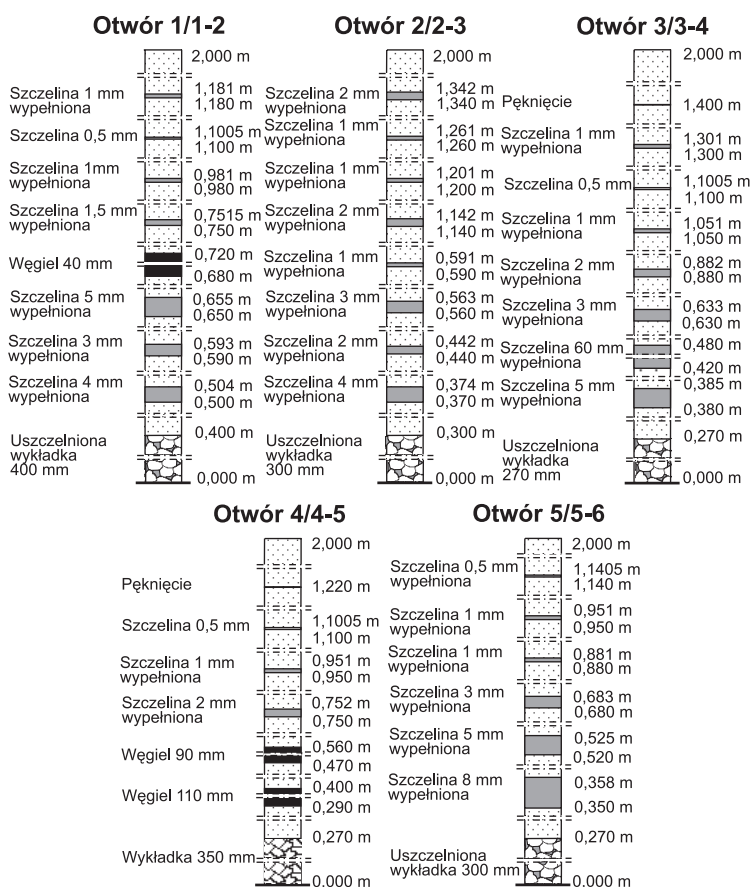 Otwór 1/1-2
2,000 m
Szczelina 1 mm
wypełniona
1,181 m
1,180 m
Szczelina 0,5 mm
1,1005 m
1,100 m
Szczelina 1mm
wypełniona
0,981 m
0,980 m
Szczelina 1,5 mm
wypełniona
0,7515 m
0,750 m
Węgiel 40 mm
0,720 m
0,680 m
Szczelina 5 mm
wypełniona
0,655 m
0,650 m
Szczelina 3 mm
wypełniona
0,593 m
0,590 m
Szczelina 4 mm
wypełniona
0,504 m
0,500 m
0,400 m
Uszczelniona
wykładka
400 mm
0,000 m
Otwór 2/2-3
2,000 m
Szczelina 2 mm
wypełniona
1,342 m
1,340 m
Szczelina 1 mm
wypełniona
1,261 m
1,260 m
Szczelina 1 mm
wypełniona
1,201 m
1,200 m
Szczelina 2 mm
wypełniona
1,142 m
1,140 m
Szczelina 1 mm
wypełniona
0,591 m
0,590 m
Szczelina 3 mm
wypełniona
0,563 m
0,560 m
Szczelina 2 mm
wypełniona
0,442 m
0,440 m
Szczelina 4 mm
wypełniona
0,374 m
0,370 m
0,300 m
Uszczelniona
wykładka
300 mm
0,000 m
Otwór 3/3-4
2,000 m
Pęknięcie
1,400 m
Szczelina 1 mm
wypełniona
1,301 m
1,300 m
Szczelina 0,5 mm
1,1005 m
1,100 m
Szczelina 1 mm
wypełniona
1,051 m
1,050 m
Szczelina 2 mm
wypełniona
0,882 m
0,880 m
Szczelina 3 mm
wypełniona
0,633 m
0,630 m
Szczelina 60 mm
wypełniona
0,480 m
0,420 m
Szczelina 5 mm
wypełniona
0,385 m
0,380 m
0,270 m
Uszczelniona
wykładka
270 mm
0,000 m
Otwór 4/4-5
2,000 m
Pęknięcie
1,220 m
Szczelina 0,5 mm
1,1005 m
1,100 m
Szczelina 1 mm
wypełniona
0,951 m
0,950 m
Szczelina 2 mm
wypełniona
0,752 m
0,750 m
Węgiel 90 mm
0,560 m
0,470 m
Węgiel 110 mm
0,400 m
0,290 m
0,270 m
Wykładka 350 mm
0,000 m
Otwór 5/5-6
2,000 m
Szczelina 0,5 mm
wypełniona
1,1405 m
1,140 m
Szczelina 1 mm
wypełniona
0,951 m
0,950 m
Szczelina 1 mm
wypełniona
0,881 m
0,880 m
Szczelina 3 mm
wypełniona
0,683 m
0,680 m
Szczelina 5 mm
wypełniona
0,525 m
0,520 m
Szczelina 8 mm
wypełniona
0,358 m
0,350 m
0,270 m
Uszczelniona
wykładka 300 mm
0,000 m